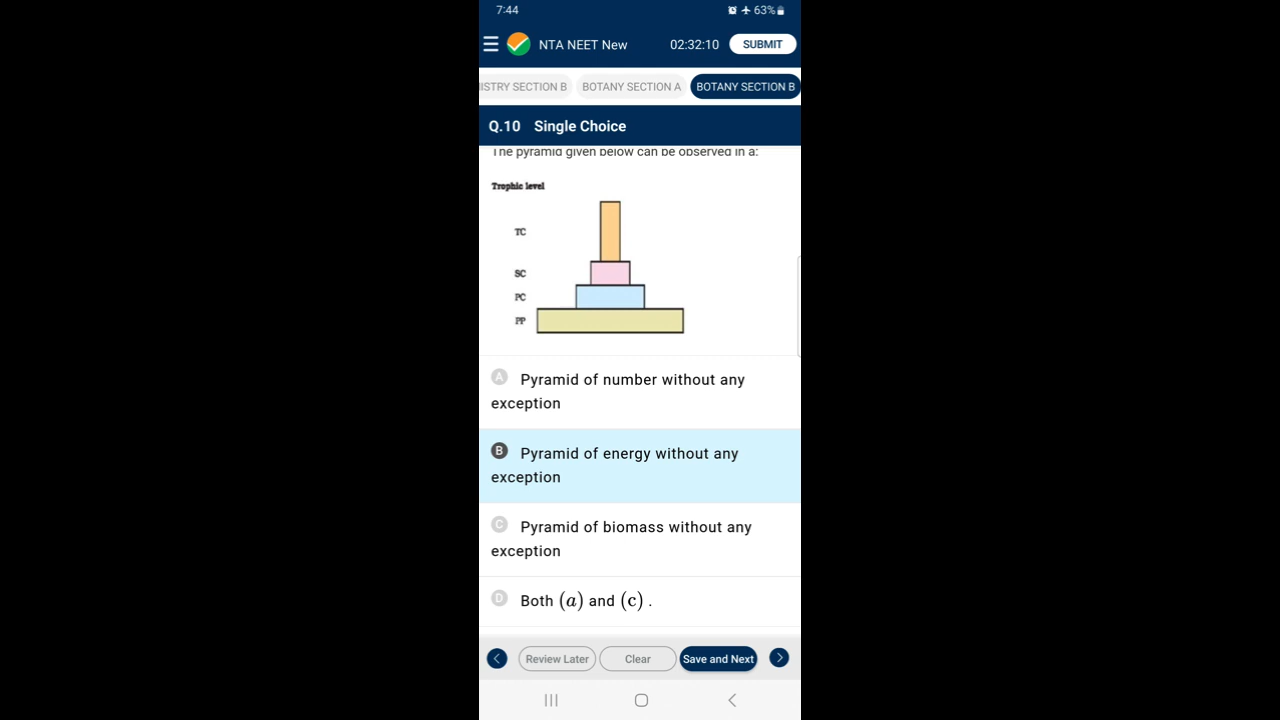 7:44
63%
NTA NEET New
02:32:10
SUBMIT
ISTRY SECTION B
BOTANY SECTION A
BOTANY SECTION B
Q.10 Single Choice
The pyramid given below can be observed in a:
Trophic level
TC
SC
PC
PP
A Pyramid of number without any
exception
B Pyramid of energy without any
exception
C Pyramid of biomass without any
exception
D Both (a) and (c) .
Review Later
Clear
Save and Next